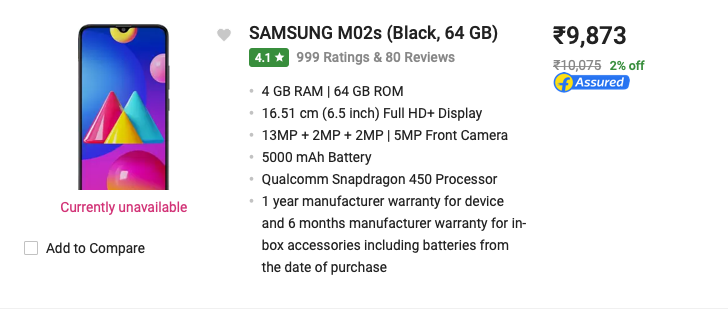 SAMSUNG M02s (Black, 64 GB)
4.1★ 999 Ratings & 80 Reviews
4 GB RAM | 64 GB ROM
16.51 cm (6.5 inch) Full HD+ Display
13MP + 2MP + 2MP | 5MP Front Camera
5000 mAh Battery
Qualcomm Snapdragon 450 Processor
1 year manufacturer warranty for device
and 6 months manufacturer warranty for in-
box accessories including batteries from
the date of purchase
Currently unavailable
Add to Compare
₹9,873
₹10,075 2% off
Assured